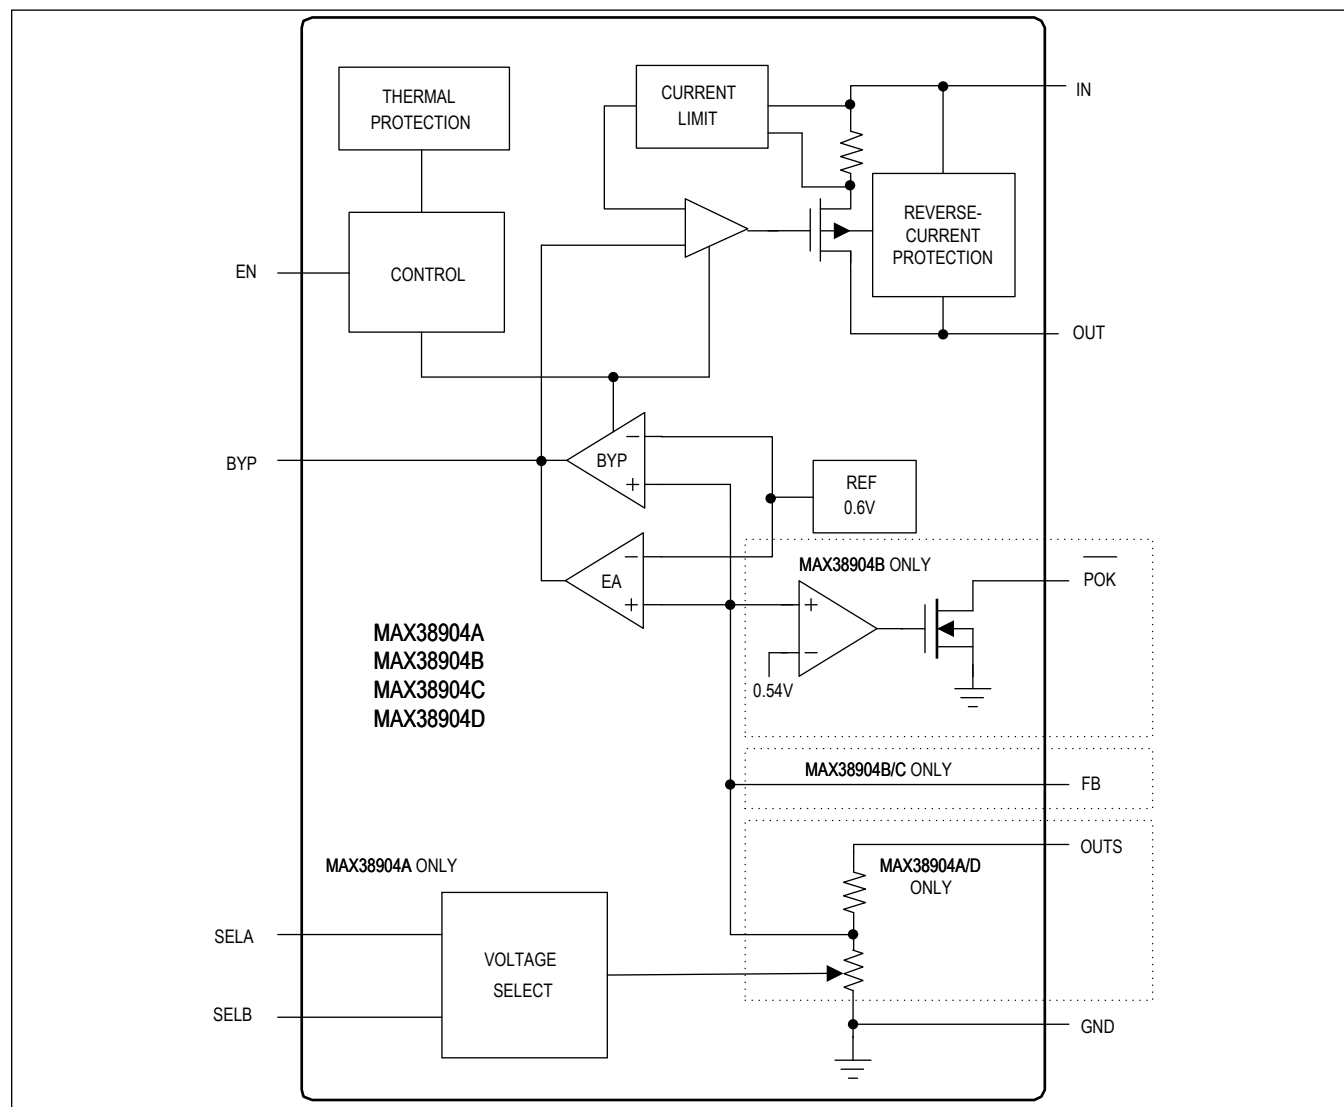 THERMAL
PROTECTION
CURRENT
LIMIT
IN
REVERSE-
CURRENT
PROTECTION
EN
CONTROL
OUT
BYP
−
BYP
+
REF
0.6V
−
EA
+
MAX38904B ONLY
POK
+
−
0.54V
MAX38904A
MAX38904B
MAX38904C
MAX38904D
MAX38904B/C ONLY
FB
OUTS
MAX38904A/D
ONLY
MAX38904A ONLY
SELA
VOLTAGE
SELECT
SELB
GND